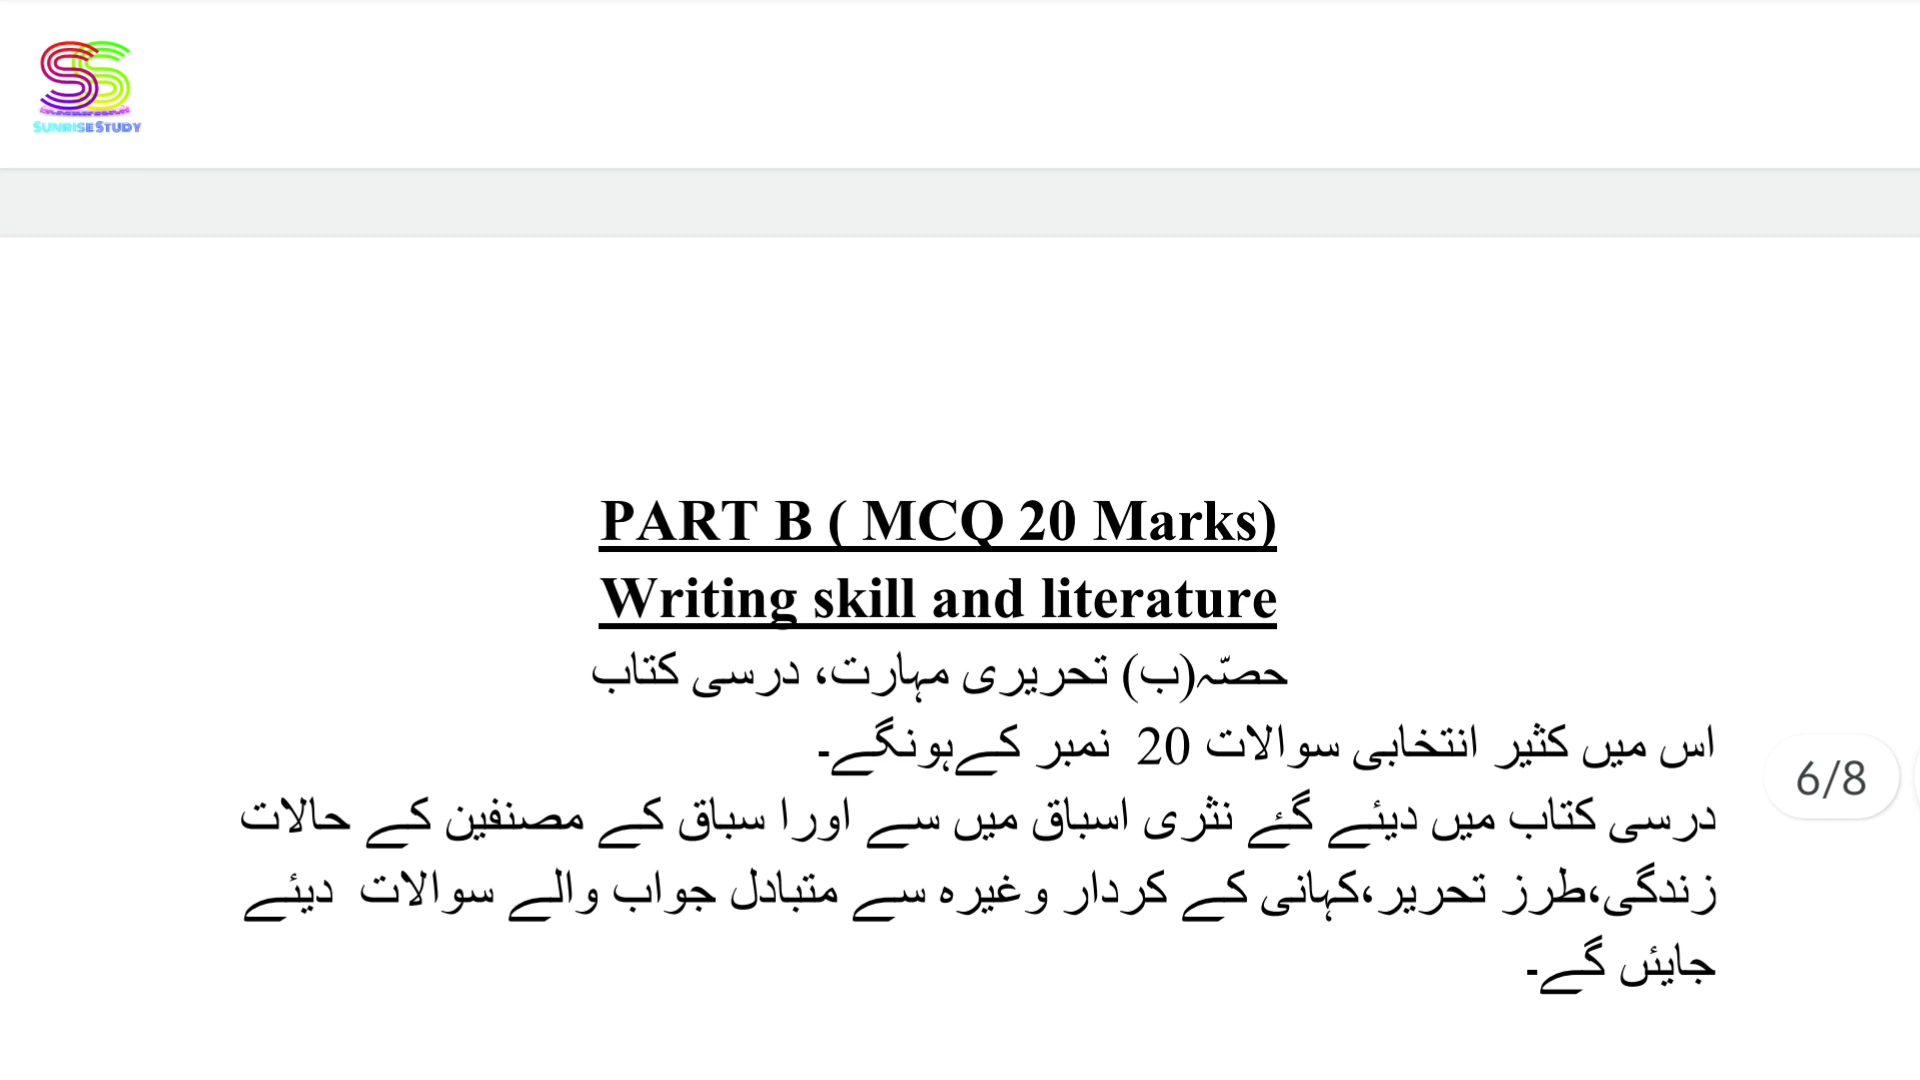 SS
SUNRISESTUDY
PART B ( MCQ 20 Marks)
Writing skill and literature
حصّہ(ب) تحریری مہارت، درسی کتاب
اس میں کثیر انتخابی سوالات 20 نمبر کےہونگے۔
درسی کتاب میں دیئے گئے نثری اسباق میں سے اورا سباق کے مصنفین کے حالات
زندگی،طرز تحریر،کہانی کے کردار وغیرہ سے متبادل جواب والے سوالات دیئے
جایئں گے۔
6/8